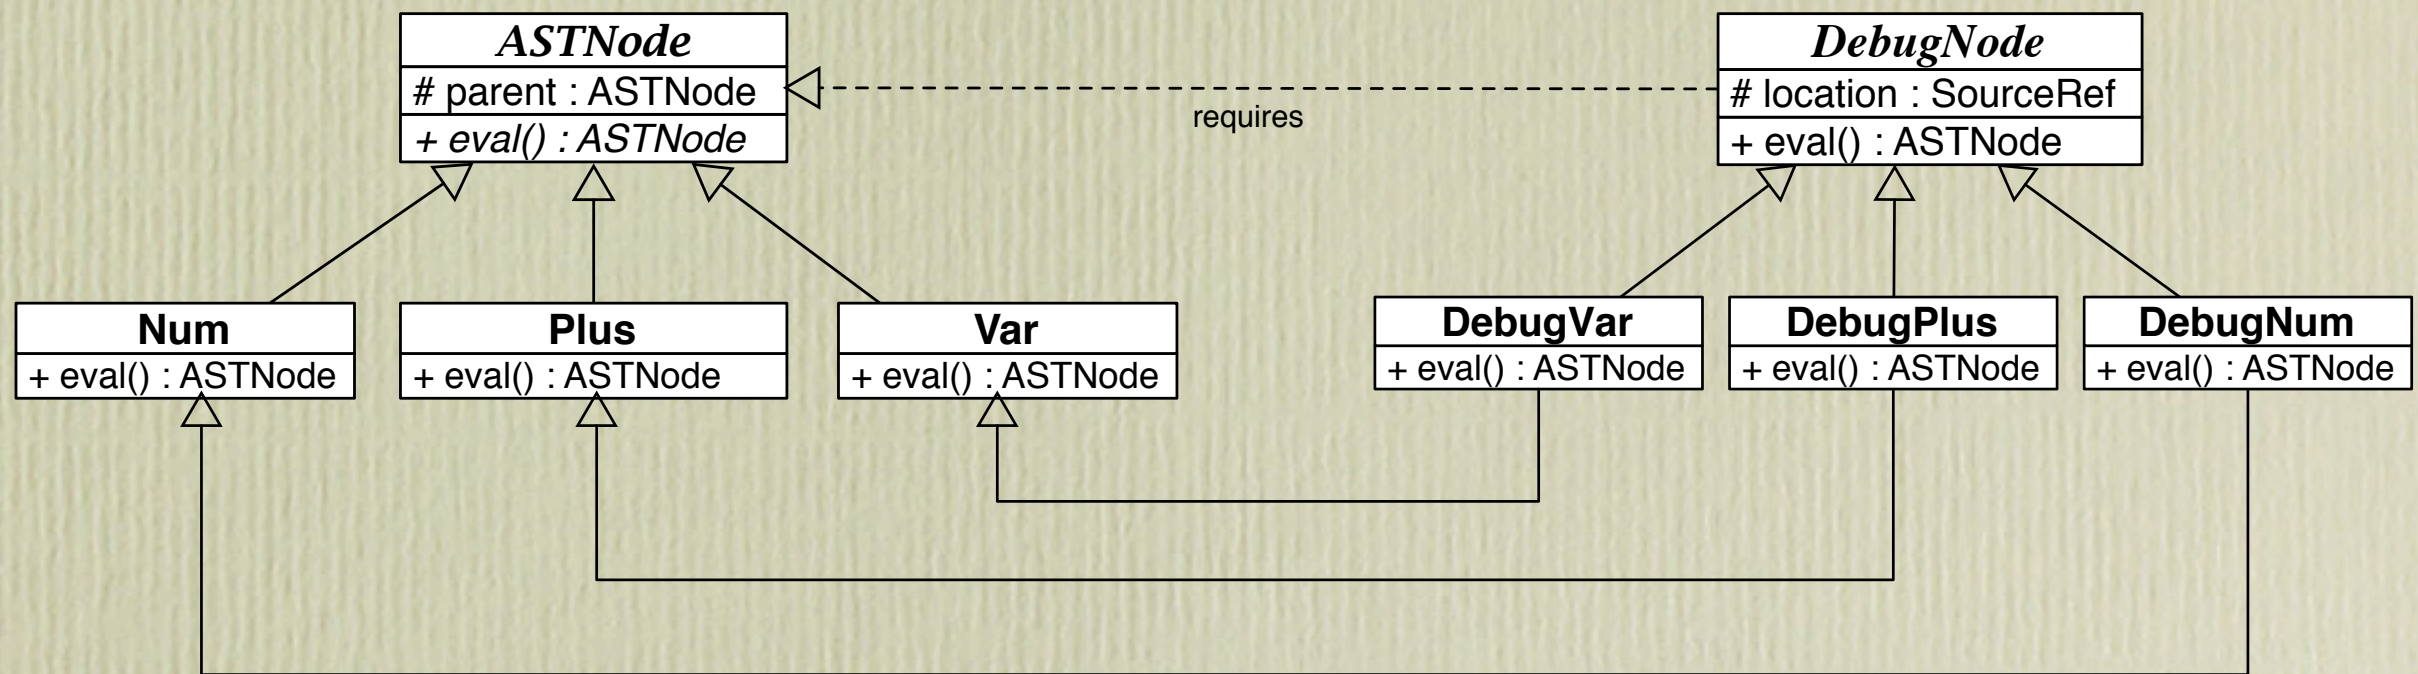 ASTNode
# parent : ASTNode
+ eval() : ASTNode
DebugNode
# location : SourceRef
+ eval() : ASTNode
requires
Num
+ eval() : ASTNode
Plus
+ eval() : ASTNode
Var
+ eval() : ASTNode
DebugVar
+ eval() : ASTNode
DebugPlus
+ eval() : ASTNode
DebugNum
+ eval() : ASTNode